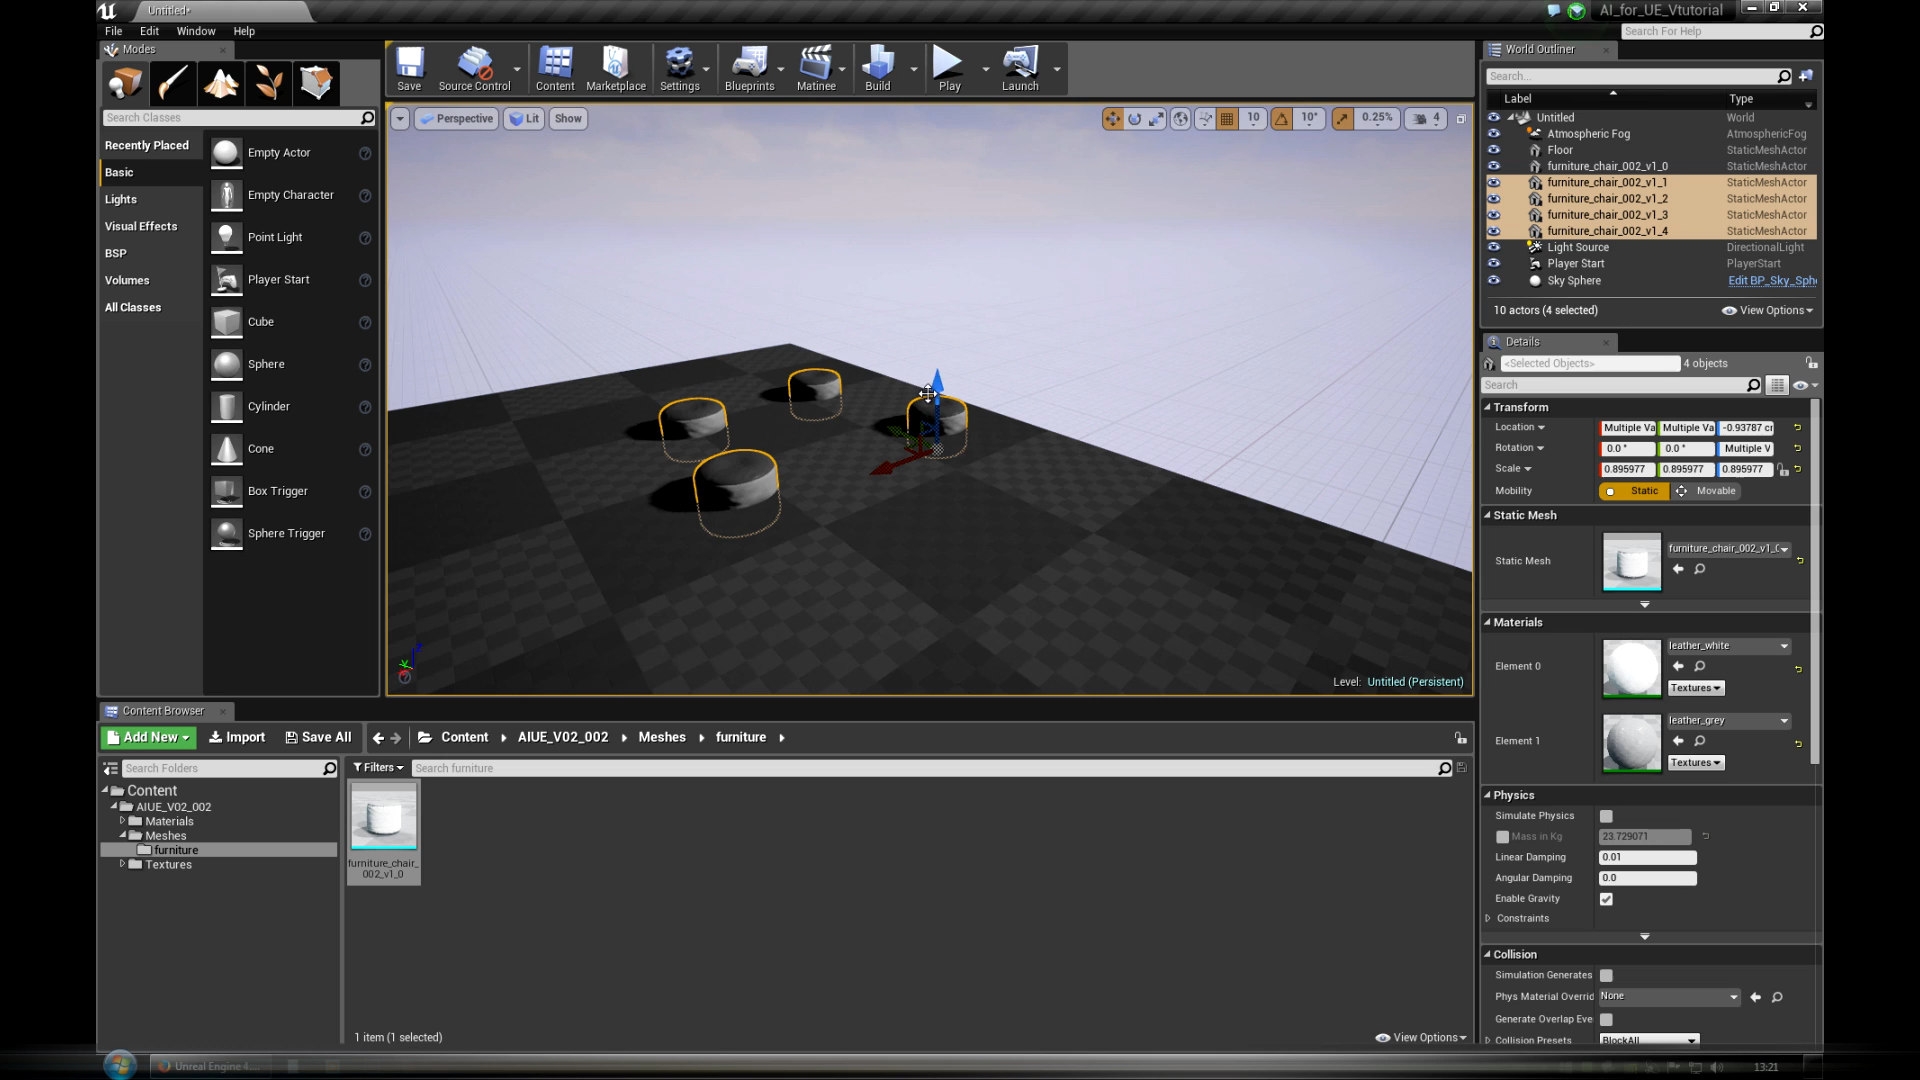 Untitled*
AI_for_UE_Vtutorial
File Edit Window Help
Search For Help
Modes
Search Classes
Recently Placed
Basic
Lights
Visual Effects
BSP
Volumes
All Classes
Empty Actor
Empty Character
Point Light
Player Start
Cube
Sphere
Cylinder
Cone
Box Trigger
Sphere Trigger
Save
Source Control
Content
Marketplace
Settings
Blueprints
Matinee
Build
Play
Launch
Perspective Lit Show
10 10° 0.25% 4
Level: Untitled (Persistent)
World Outliner
Search...
Label Type
Untitled World
Atmospheric Fog AtmosphericFog
Floor StaticMeshActor
furniture_chair_002_v1_0 StaticMeshActor
furniture_chair_002_v1_1 StaticMeshActor
furniture_chair_002_v1_2 StaticMeshActor
furniture_chair_002_v1_3 StaticMeshActor
furniture_chair_002_v1_4 StaticMeshActor
Light Source DirectionalLight
Player Start PlayerStart
Sky Sphere Edit BP_Sky_Sph
10 actors (4 selected) View Options
Details
<Selected Objects> 4 objects
Search
Transform
Location Multiple Va Multiple Va -0.93787 cr
Rotation 0.0 ° 0.0 ° Multiple V
Scale 0.895977 0.895977 0.895977
Mobility Static Movable
Static Mesh
Static Mesh furniture_chair_002_v1_0
Materials
Element 0 leather_white
Textures
Element 1 leather_grey
Textures
Physics
Simulate Physics
Mass in Kg 23.729071
Linear Damping 0.01
Angular Damping 0.0
Enable Gravity
Constraints
Collision
Simulation Generates
Phys Material Overrid None
Generate Overlap Eve
Collision Presets BlockAll
Content Browser
Add New Import Save All Content AIUE_V02_002 Meshes furniture
Search Folders
Filters Search furniture
Content
AIUE_V02_002
Materials
Meshes
furniture
Textures
furniture_chair_
002_v1_0
1 item (1 selected) View Options
Unreal Engine 4...
13:21